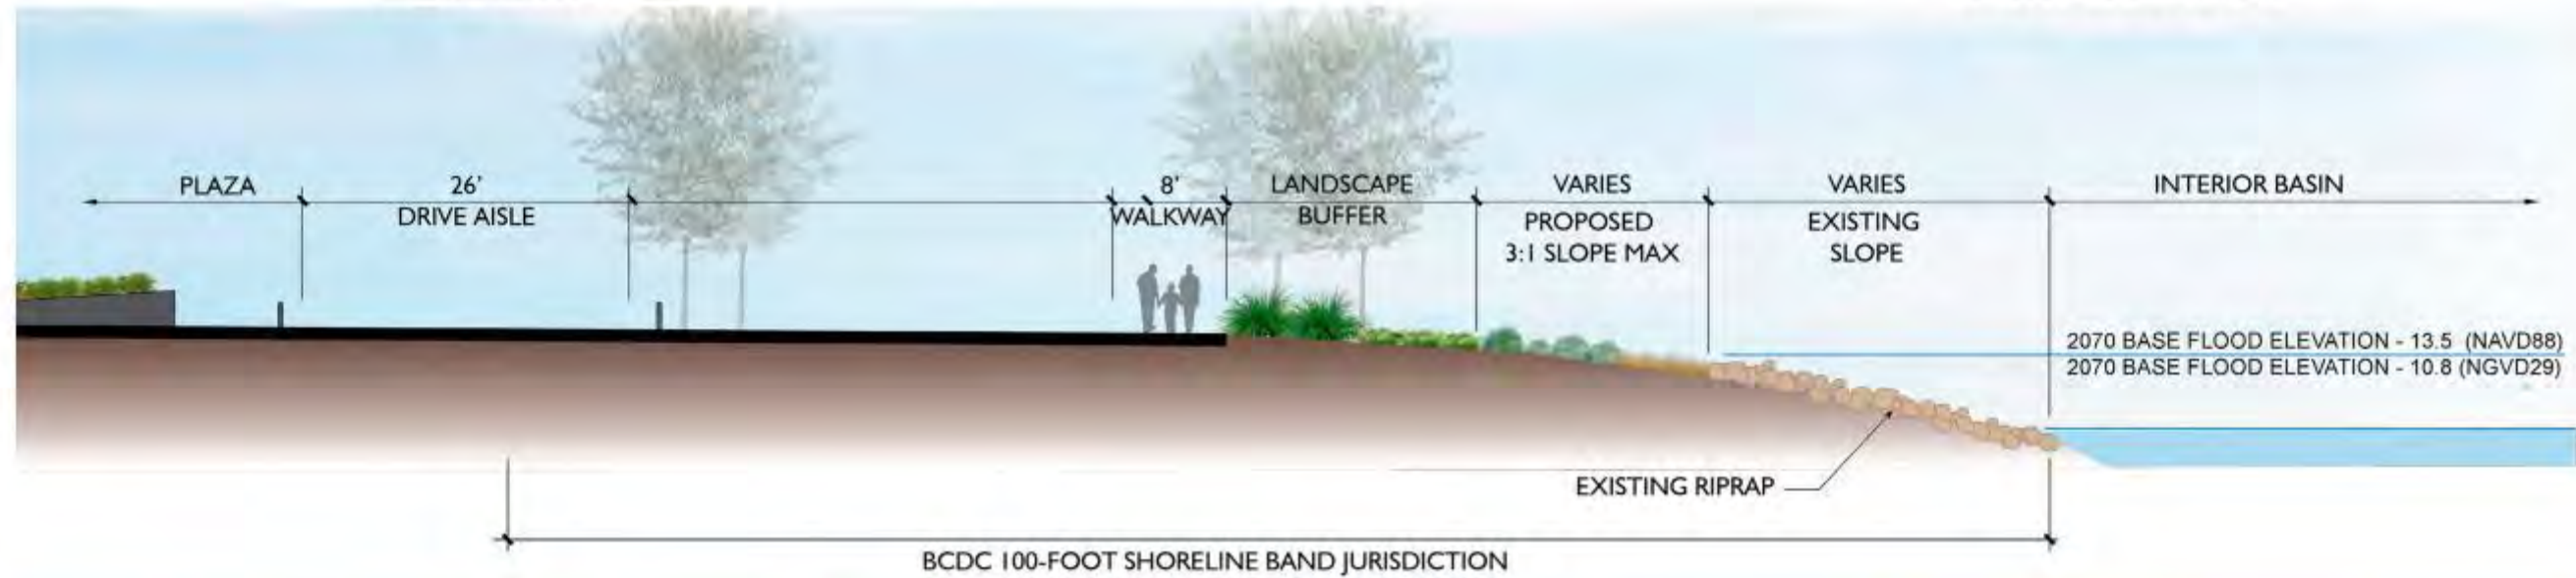 PLAZA
26'
DRIVE AISLE
8'
WALKWAY
LANDSCAPE
BUFFER
VARIES
PROPOSED
3:1 SLOPE MAX
VARIES
EXISTING
SLOPE
INTERIOR BASIN
2070 BASE FLOOD ELEVATION - 13.5 (NAVD88)
2070 BASE FLOOD ELEVATION - 10.8 (NGVD29)
EXISTING RIPRAP
BCDC 100-FOOT SHORELINE BAND JURISDICTION